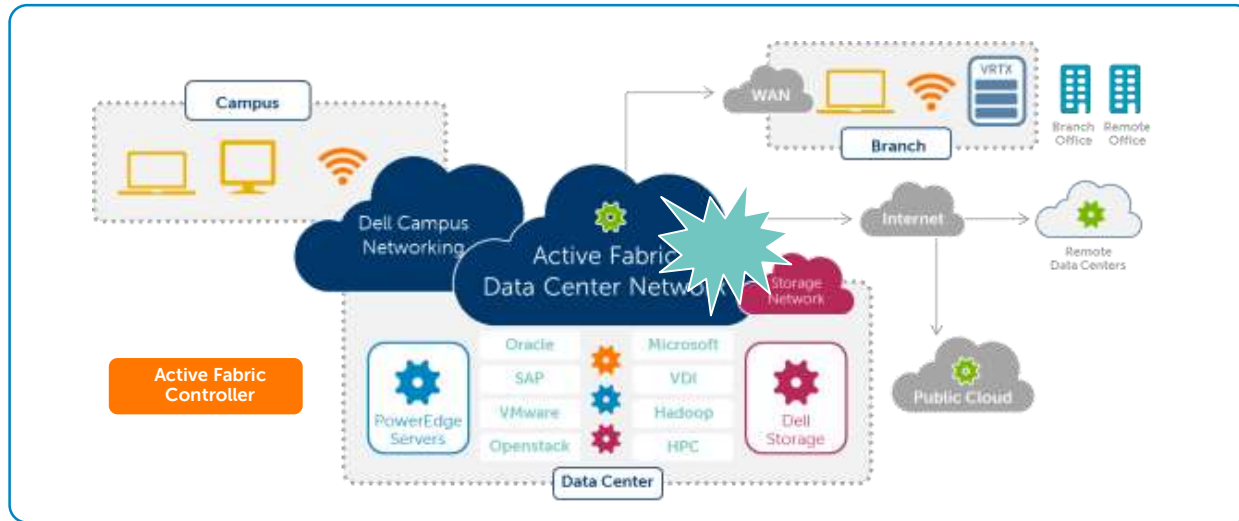 Campus
WAN
VRTX
Branch
Branch
Office
Remote
Office
Dell Campus
Networking
Active Fabric
Data Center Network
Internet
Remote
Data Centers
Storage
Network
Public Cloud
Active Fabric
Controller
PowerEdge
Servers
Oracle
SAP
VMware
Openstack
Microsoft
VDI
Hadoop
HPC
Dell
Storage
Data Center